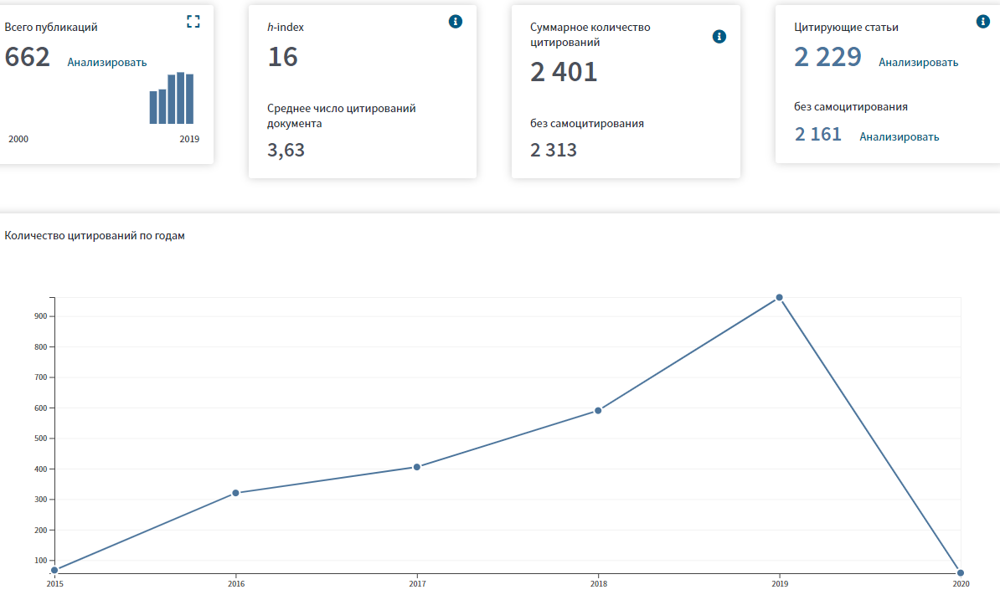 Всего публикаций
662 Анализировать
2000 2019
h-index
16
Среднее число цитирований
документа
3,63
Суммарное количество
цитирований
2 401
без самоцитирования
2 313
Цитирующие статьи
2 229 Анализировать
без самоцитирования
2 161 Анализировать
Количество цитирований по годам
900
800
700
600
500
400
300
200
100
2015 2016 2017 2018 2019 2020